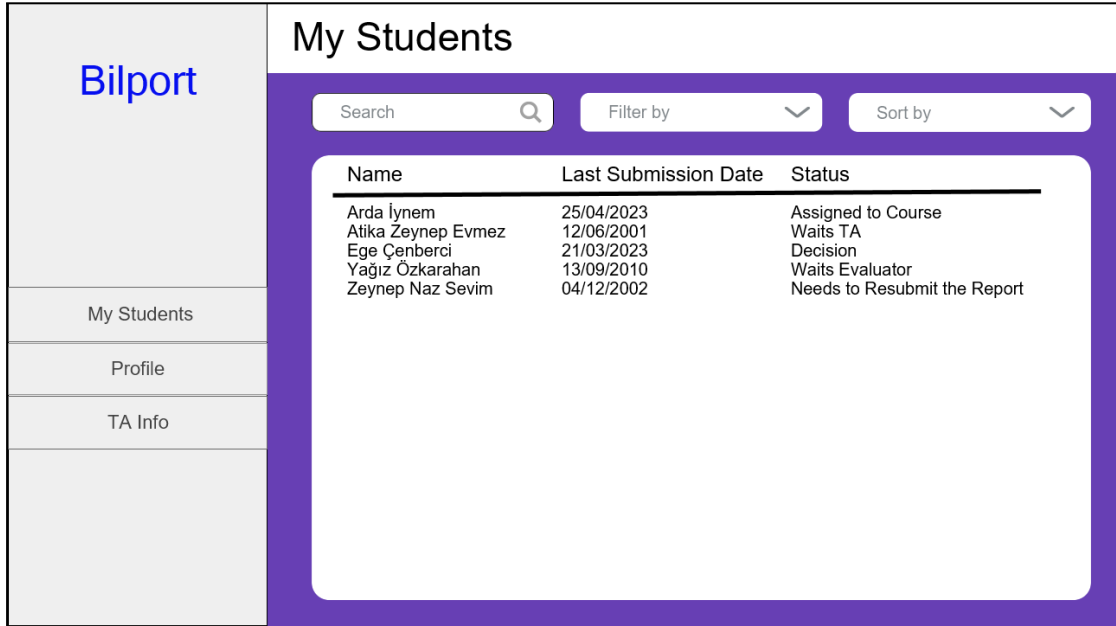 Bilport
My Students
Profile
TA Info
My Students
Search
Filter by
Sort by
Name Last Submission Date Status
Arda İynem 25/04/2023 Assigned to Course
Atika Zeynep Evmez 12/06/2001 Waits TA
Ege Çenberci 21/03/2023 Decision
Yağız Özkarahan 13/09/2010 Waits Evaluator
Zeynep Naz Sevim 04/12/2002 Needs to Resubmit the Report